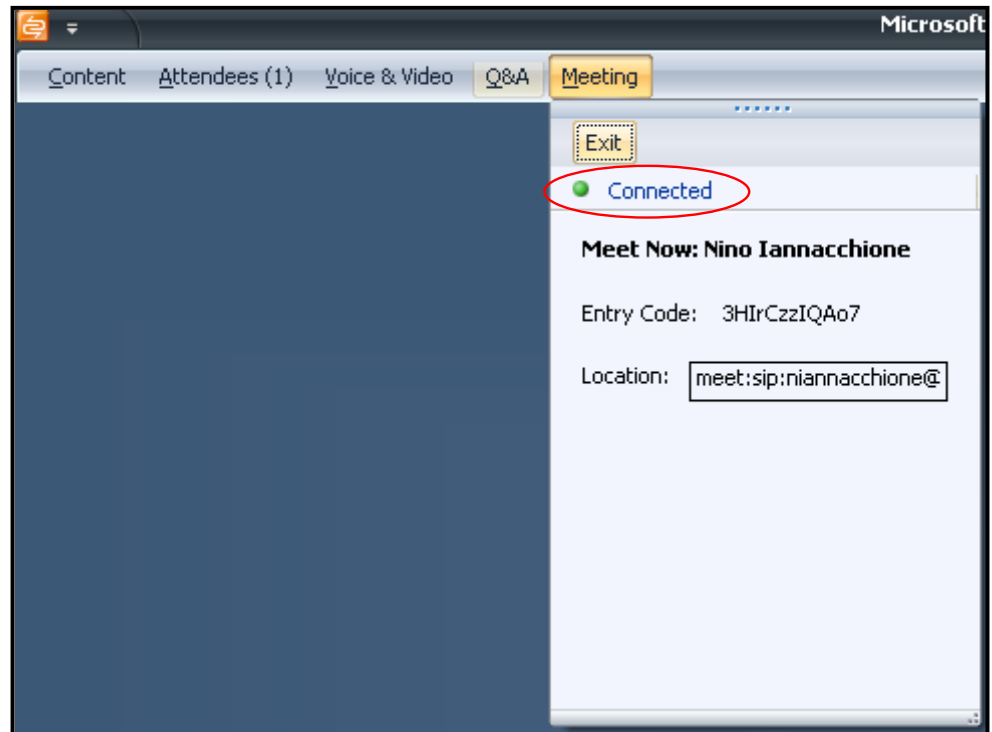 Microsoft
Content Attendees (1) Voice & Video Q&A Meeting
Exit
Connected
Meet Now: Nino Iannacchione
Entry Code: 3HIrCzzIQAo7
Location: meet:sip:niannacchione@